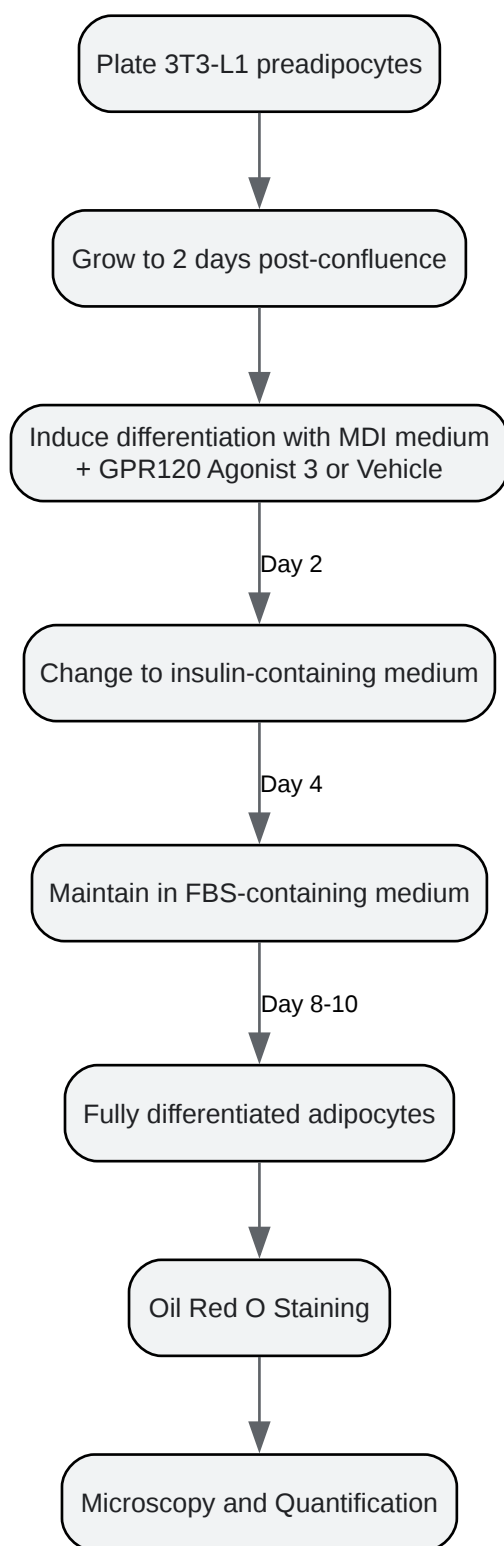 Plate 3T3-L1 preadipocytes
Grow to 2 days post-confluence
Induce differentiation with MDI medium
+ GPR120 Agonist 3 or Vehicle
Day 2
Change to insulin-containing medium
Day 4
Maintain in FBS-containing medium
Day 8-10
Fully differentiated adipocytes
Oil Red O Staining
Microscopy and Quantification